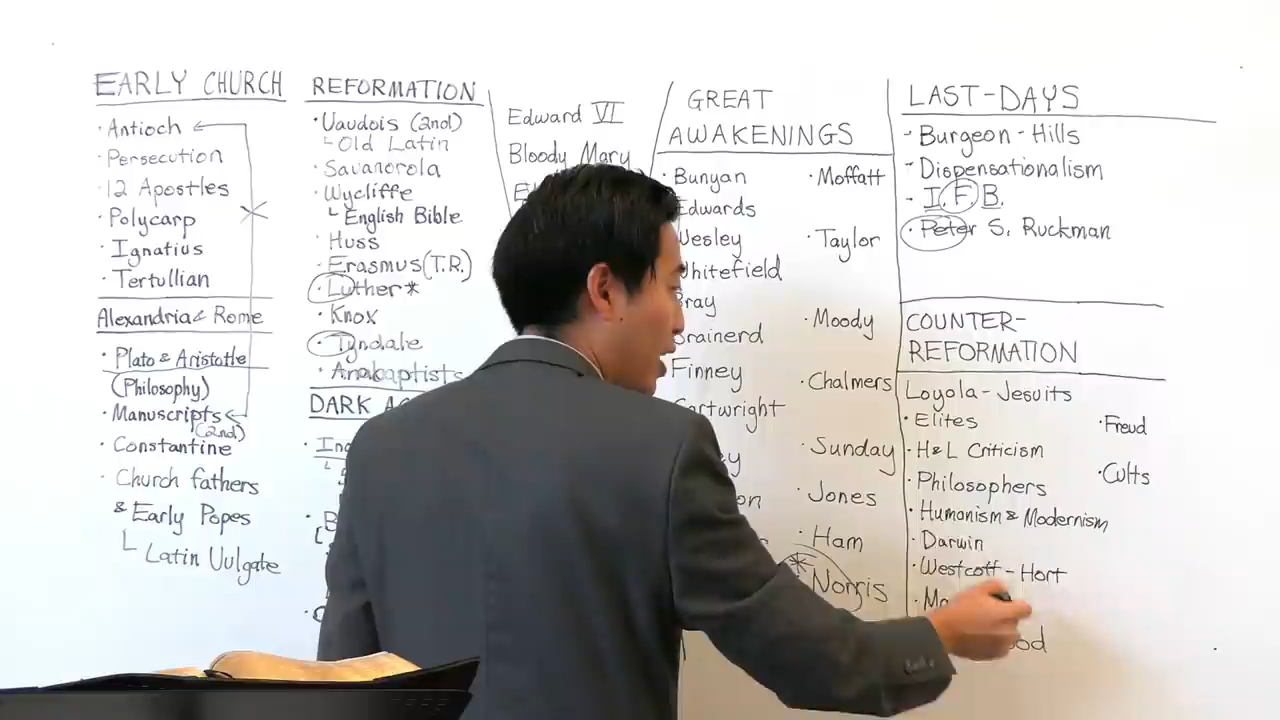 EARLY CHURCH
· Antioch
· Persecution
· 12 Apostles
· Polycarp
· Ignatius
· Tertullian
Alexandria & Rome
· Plato & Aristotle
(Philosophy)
· Manuscripts
(2nd)
· Constantine
· Church fathers
& Early Popes
Latin Vulgate
REFORMATION
· Vaudois (2nd)
Old Latin
· Savanorola
· Wycliffe
English Bible
· Huss
· Erasmus (T.R.)
· Luther *
· Knox
· Tyndale
· Anabaptists
DARK
Edward VI
Bloody Mary
GREAT
AWAKENINGS
· Bunyan
Edwards
Wesley
Whitefield
Bray
Brainerd
Finney
Cartwright
· Moffatt
· Taylor
· Moody
· Chalmers
· Sunday
· Jones
· Ham
* Norris
LAST-DAYS
- Burgeon - Hills
- Dispensationalism
- I.F.B.
· Peter S. Ruckman
COUNTER-
REFORMATION
Loyola - Jesuits
· Elites
· H&L Criticism
· Philosophers
· Humanism & Modernism
· Darwin
· Westcott - Hort
· Freud
· Cults